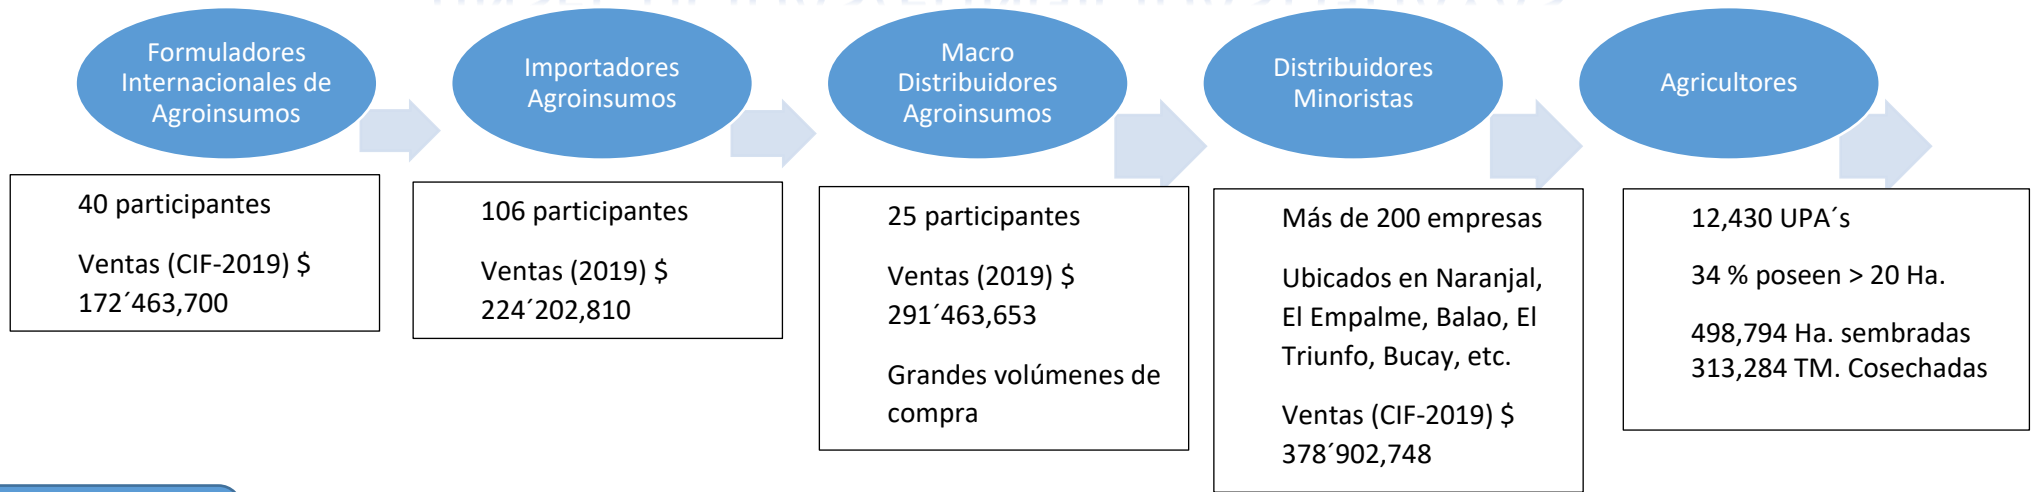 Formuladores
Internacionales de
Agroinsumos
Importadores
Agroinsumos
Macro
Distribuidores
Agroinsumos
Distribuidores
Minoristas
Agricultores
40 participantes
Ventas (CIF-2019) $
172´463,700
106 participantes
Ventas (2019) $
224´202,810
25 participantes
Ventas (2019) $
291´463,653
Grandes volúmenes de
compra
Más de 200 empresas
Ubicados en Naranjal,
El Empalme, Balao, El
Triunfo, Bucay, etc.
Ventas (CIF-2019) $
378´902,748
12,430 UPA´s
34 % poseen > 20 Ha.
498,794 Ha. sembradas
313,284 TM. Cosechadas